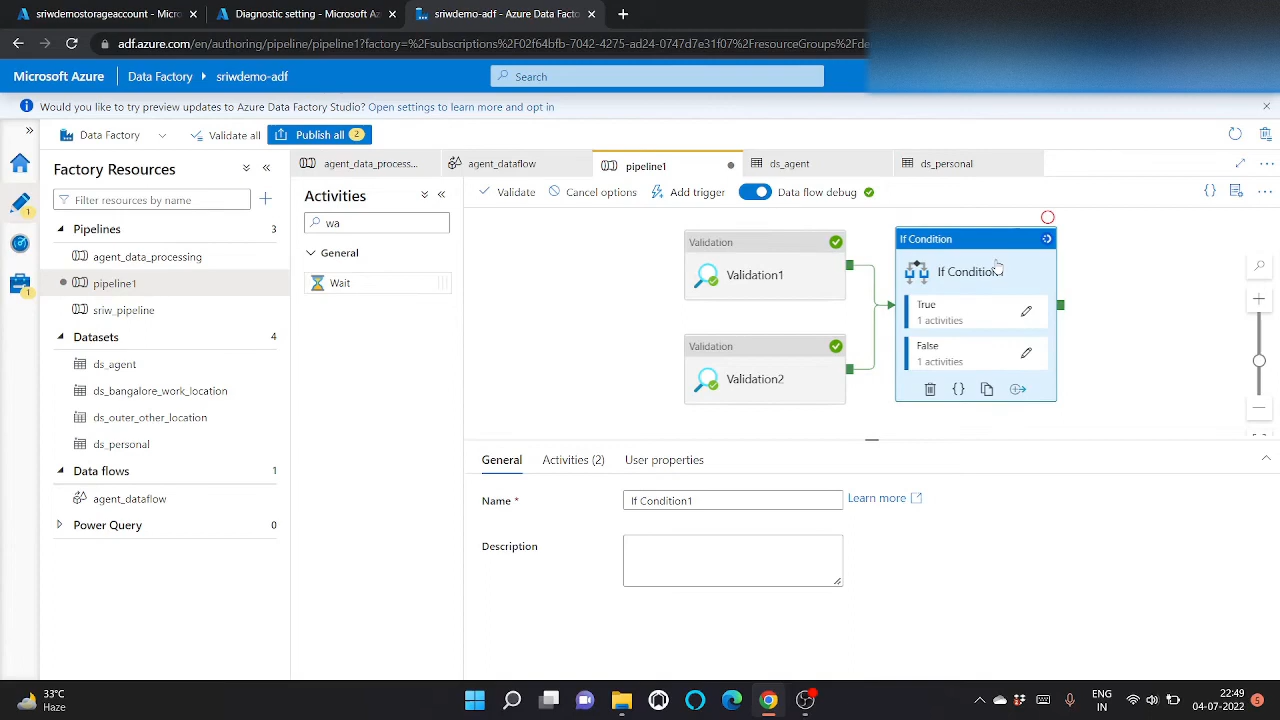 sriwdemostorageaccount - Micro
Diagnostic setting - Microsoft Az
sriwdemo-adf - Azure Data Facto
adf.azure.com/en/authoring/pipeline/pipeline1?factory=%2Fsubscriptions%2F02f64bfb-7042-4275-ad24-0747d7e31f07%2FresourceGroups%2Fde
Microsoft Azure
Data Factory
sriwdemo-adf
Search
Would you like to try preview updates to Azure Data Factory Studio? Open settings to learn more and opt in
Data Factory
Validate all
Publish all 2
Factory Resources
Filter resources by name
Pipelines 3
agent_data_processing
pipeline1
sriw_pipeline
Datasets 4
ds_agent
ds_bangalore_work_location
ds_outer_other_location
ds_personal
Data flows 1
agent_dataflow
Power Query 0
agent_data_process...
agent_dataflow
pipeline1
ds_agent
ds_personal
Activities
wa
General
Wait
Validate
Cancel options
Add trigger
Data flow debug
Validation
Validation1
Validation
Validation2
If Condition
If Condition
True
1 activities
False
1 activities
General
Activities (2)
User properties
Name *
If Condition1
Learn more
Description
1
1
33°C
Haze
ENG
IN
22:49
04-07-2022
5